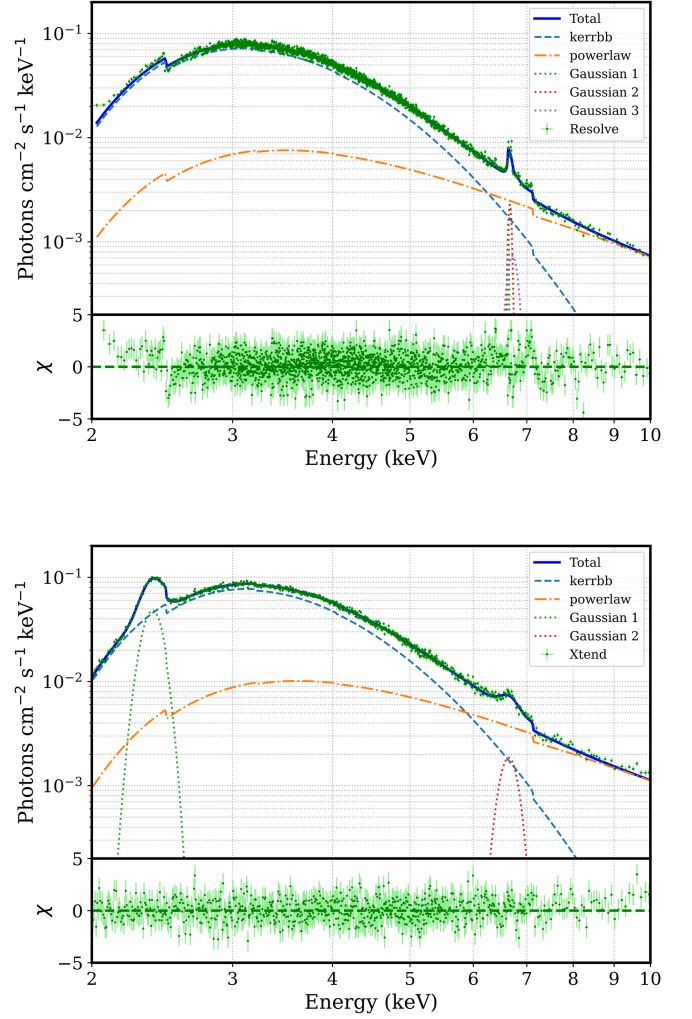 10⁻¹
10⁻²
10⁻³
Photons cm⁻² s⁻¹ keV⁻¹
Total
kerrbb
powerlaw
Gaussian 1
Gaussian 2
Gaussian 3
Resolve
5
0
−5
χ
2 3 4 5 6 7 8 9 10
Energy (keV)
10⁻¹
10⁻²
10⁻³
Photons cm⁻² s⁻¹ keV⁻¹
Total
kerrbb
powerlaw
Gaussian 1
Gaussian 2
Xtend
5
0
−5
χ
2 3 4 5 6 7 8 9 10
Energy (keV)